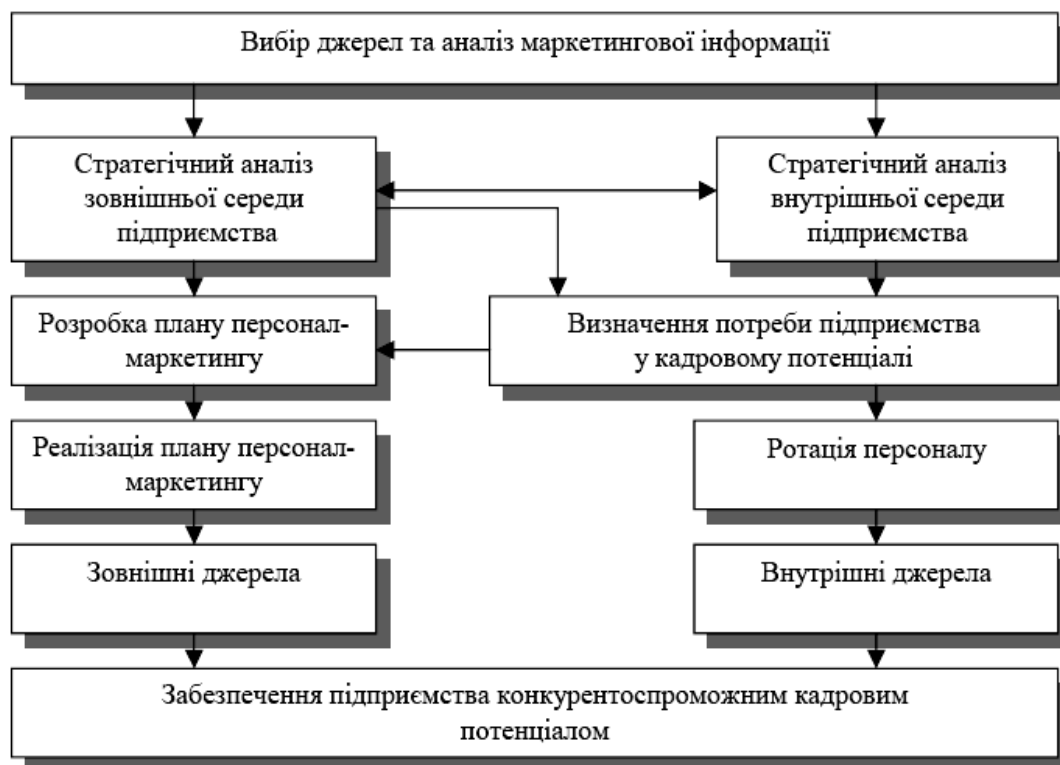 Вибір джерел та аналіз маркетингової інформації
Стратегічний аналіз
зовнішньої середи
підприємства
Стратегічний аналіз
внутрішньої середи
підприємства
Розробка плану персонал-
маркетингу
Визначення потреби підприємства
у кадровому потенціалі
Реалізація плану персонал-
маркетингу
Ротація персоналу
Зовнішні джерела
Внутрішні джерела
Забезпечення підприємства конкурентоспроможним кадровим
потенціалом